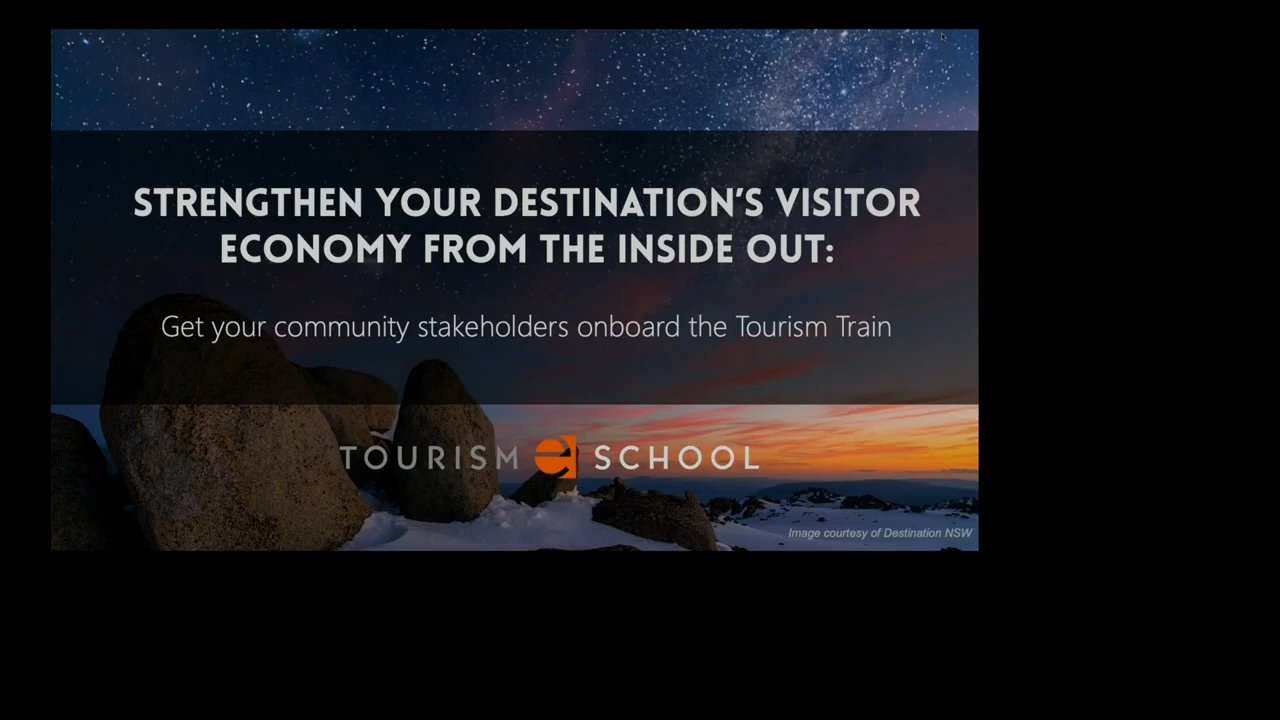 STRENGTHEN YOUR DESTINATION'S VISITOR
ECONOMY FROM THE INSIDE OUT:
Get your community stakeholders onboard the Tourism Train
TOURISM e SCHOOL
Image courtesy of Destination NSW